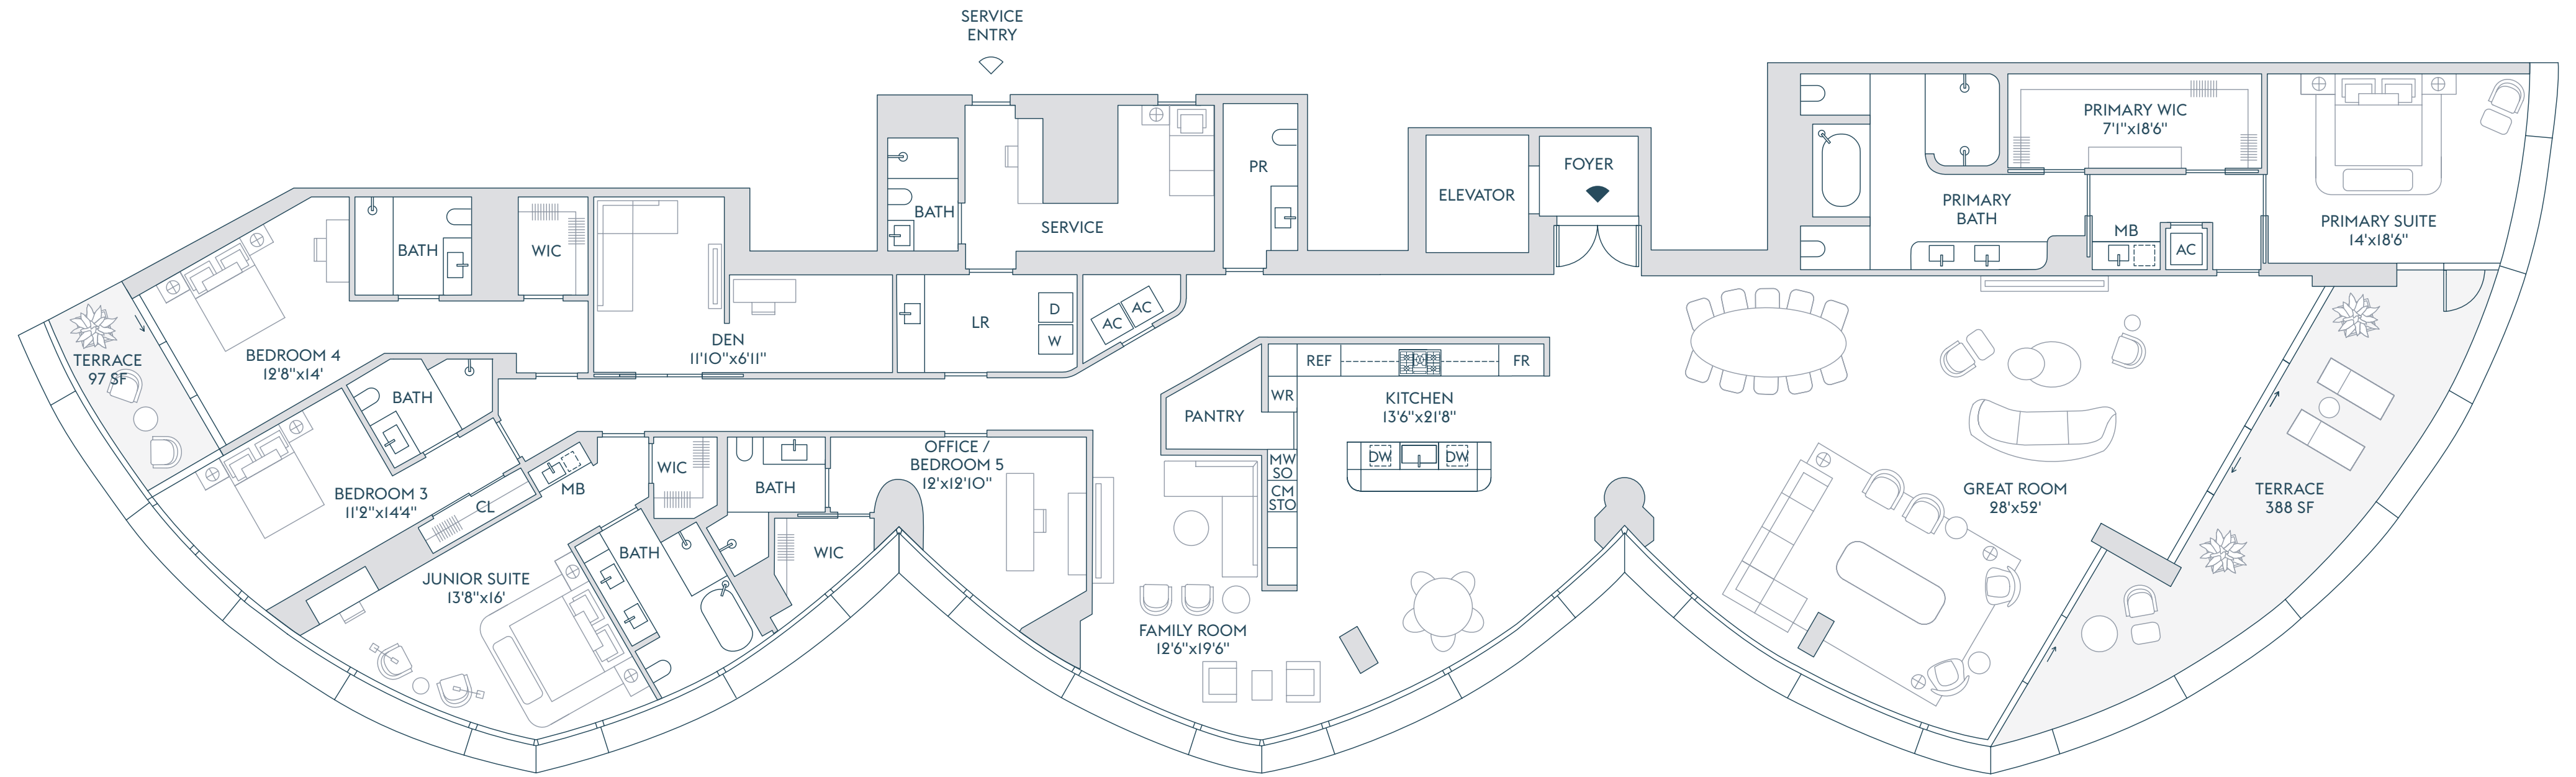 SERVICE
ENTRY
BATH
SERVICE
PR
ELEVATOR
FOYER
PRIMARY
BATH
PRIMARY WIC
7'1"x18'6"
MB
AC
PRIMARY SUITE
14'x18'6"
TERRACE
97 SF
BEDROOM 4
12'8"x14'
BATH
WIC
DEN
11'10"x6'11"
LR
D
W
AC
AC
BATH
BEDROOM 3
11'2"x14'4"
CL
MB
WIC
BATH
OFFICE /
BEDROOM 5
12'x12'10"
JUNIOR SUITE
13'8"x16'
BATH
WIC
PANTRY
REF
FR
WR
KITCHEN
13'6"x21'8"
DW
DW
MW
SO
CM
STO
FAMILY ROOM
12'6"x19'6"
GREAT ROOM
28'x52'
TERRACE
388 SF